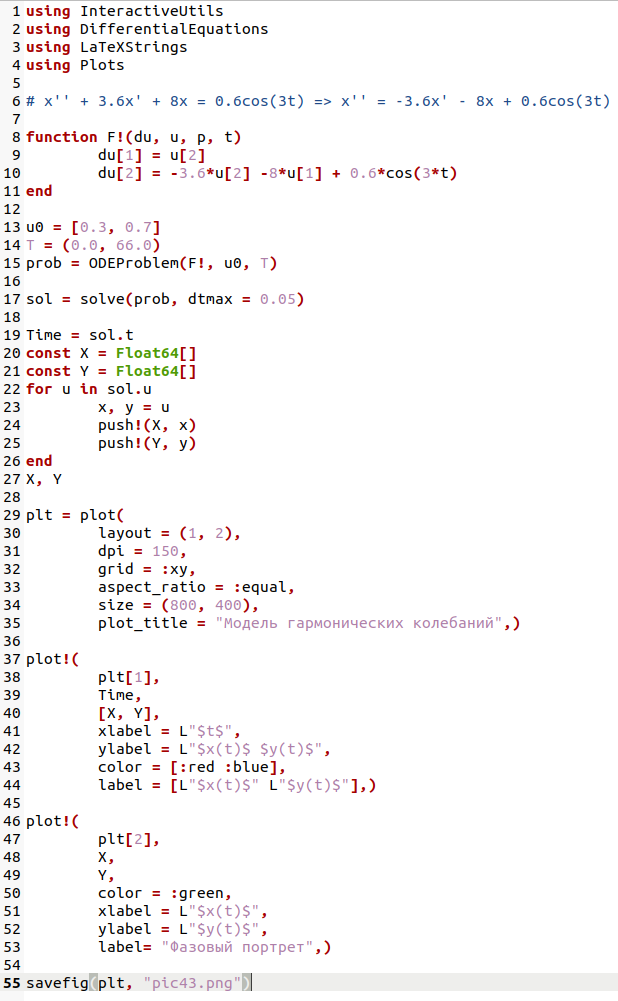 1 using InteractiveUtils
2 using DifferentialEquations
3 using LaTeXStrings
4 using Plots
5
6 # x'' + 3.6x' + 8x = 0.6cos(3t) => x'' = -3.6x' - 8x + 0.6cos(3t)
7
8 function F!(du, u, p, t)
9         du[1] = u[2]
10         du[2] = -3.6*u[2] -8*u[1] + 0.6*cos(3*t)
11 end
12
13 u0 = [0.3, 0.7]
14 T = (0.0, 66.0)
15 prob = ODEProblem(F!, u0, T)
16
17 sol = solve(prob, dtmax = 0.05)
18
19 Time = sol.t
20 const X = Float64[]
21 const Y = Float64[]
22 for u in sol.u
23         x, y = u
24         push!(X, x)
25         push!(Y, y)
26 end
27 X, Y
28
29 plt = plot(
30         layout = (1, 2),
31         dpi = 150,
32         grid = :xy,
33         aspect_ratio = :equal,
34         size = (800, 400),
35         plot_title = "Модель гармонических колебаний",)
36
37 plot!(
38         plt[1],
39         Time,
40         [X, Y],
41         xlabel = L"$t$",
42         ylabel = L"$x(t)$ $y(t)$",
43         color = [:red :blue],
44         label = [L"$x(t)$" L"$y(t)$"],)
45
46 plot!(
47         plt[2],
48         X,
49         Y,
50         color = :green,
51         xlabel = L"$x(t)$",
52         ylabel = L"$y(t)$",
53         label= "Фазовый портрет",)
54
55 savefig(plt, "pic43.png")